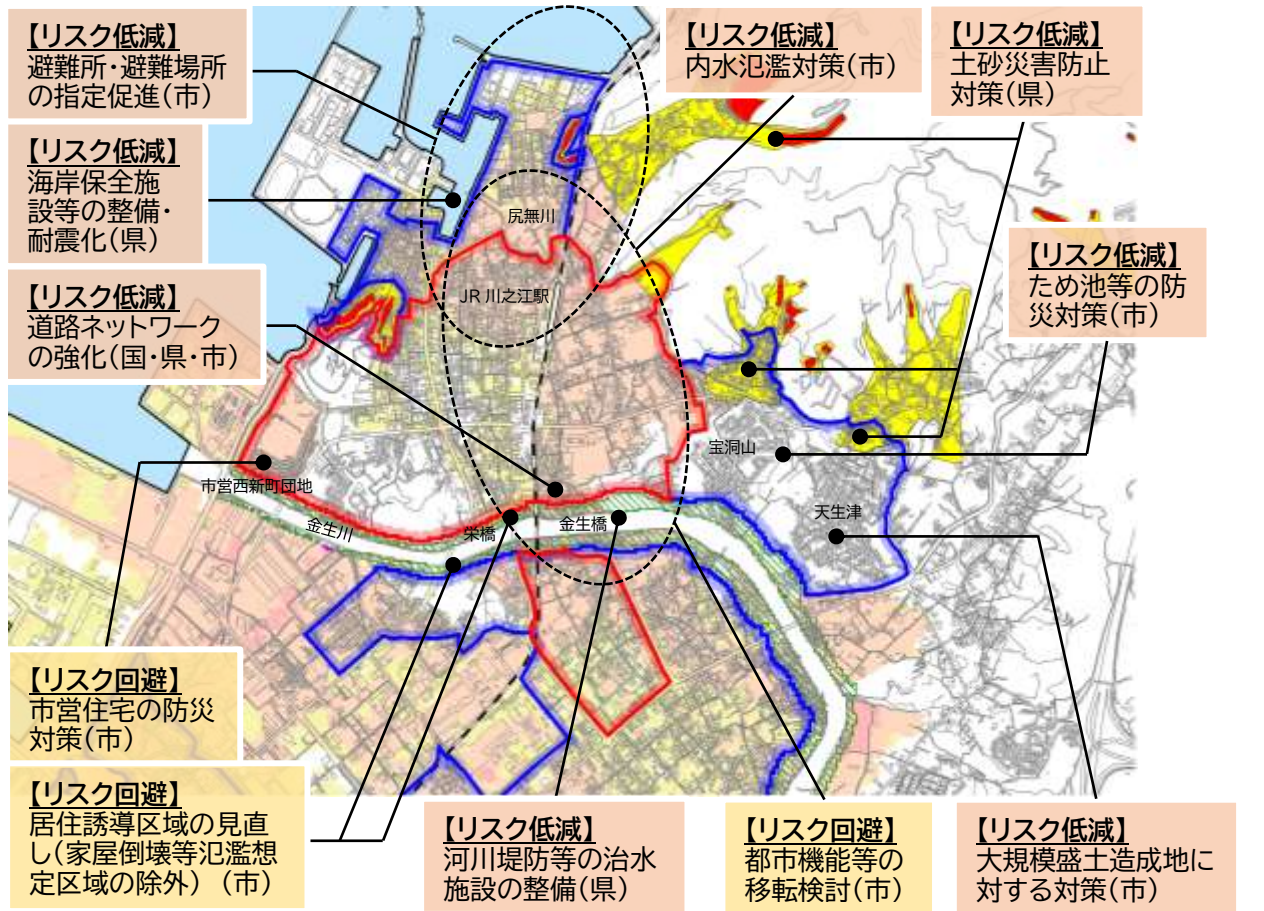 【リスク低減】
避難所・避難場所
の指定促進(市)
【リスク低減】
海岸保全施
設等の整備・
耐震化(県)
【リスク低減】
道路ネットワーク
の強化(国・県・市)
【リスク低減】
内水氾濫対策(市)
【リスク低減】
土砂災害防止
対策(県)
【リスク低減】
ため池等の防
災対策(市)
尻無川
JR 川之江駅
宝洞山
市営西新町団地
金生川
栄橋
金生橋
天生津
【リスク回避】
市営住宅の防災
対策(市)
【リスク回避】
居住誘導区域の見直
し(家屋倒壊等氾濫想
定区域の除外) (市)
【リスク低減】
河川堤防等の治水
施設の整備(県)
【リスク回避】
都市機能等の
移転検討(市)
【リスク低減】
大規模盛土造成地に
対する対策(市)